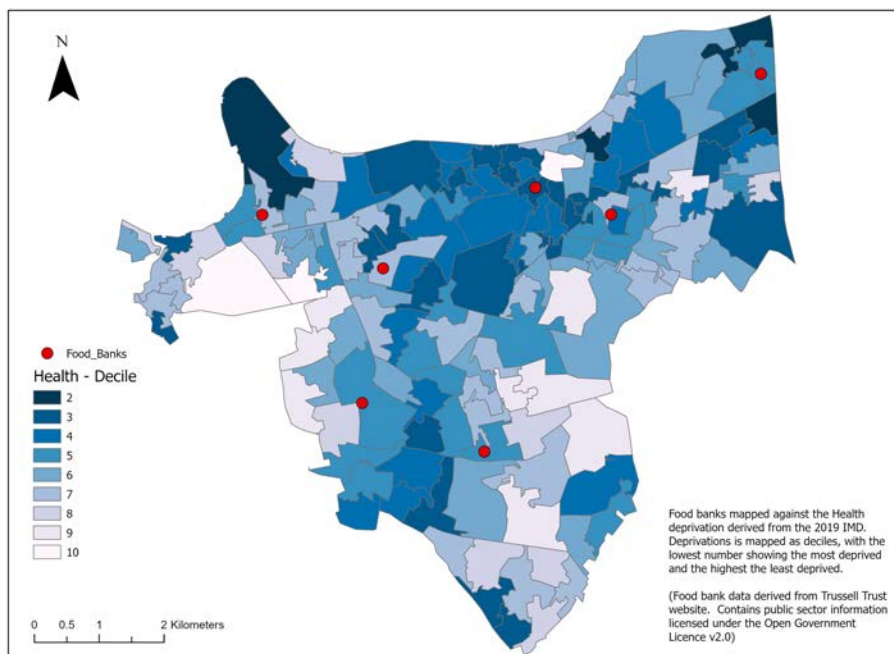 N
Food_Banks
Health - Decile
2
3
4
5
6
7
8
9
10
0 0.5 1 2 Kilometers
Food banks mapped against the Health
deprivation derived from the 2019 IMD.
Deprivations is mapped as deciles, with the
lowest number showing the most deprived
and the highest the least deprived.
(Food bank data derived from Trussell Trust
website. Contains public sector information
licensed under the Open Government
Licence v2.0)